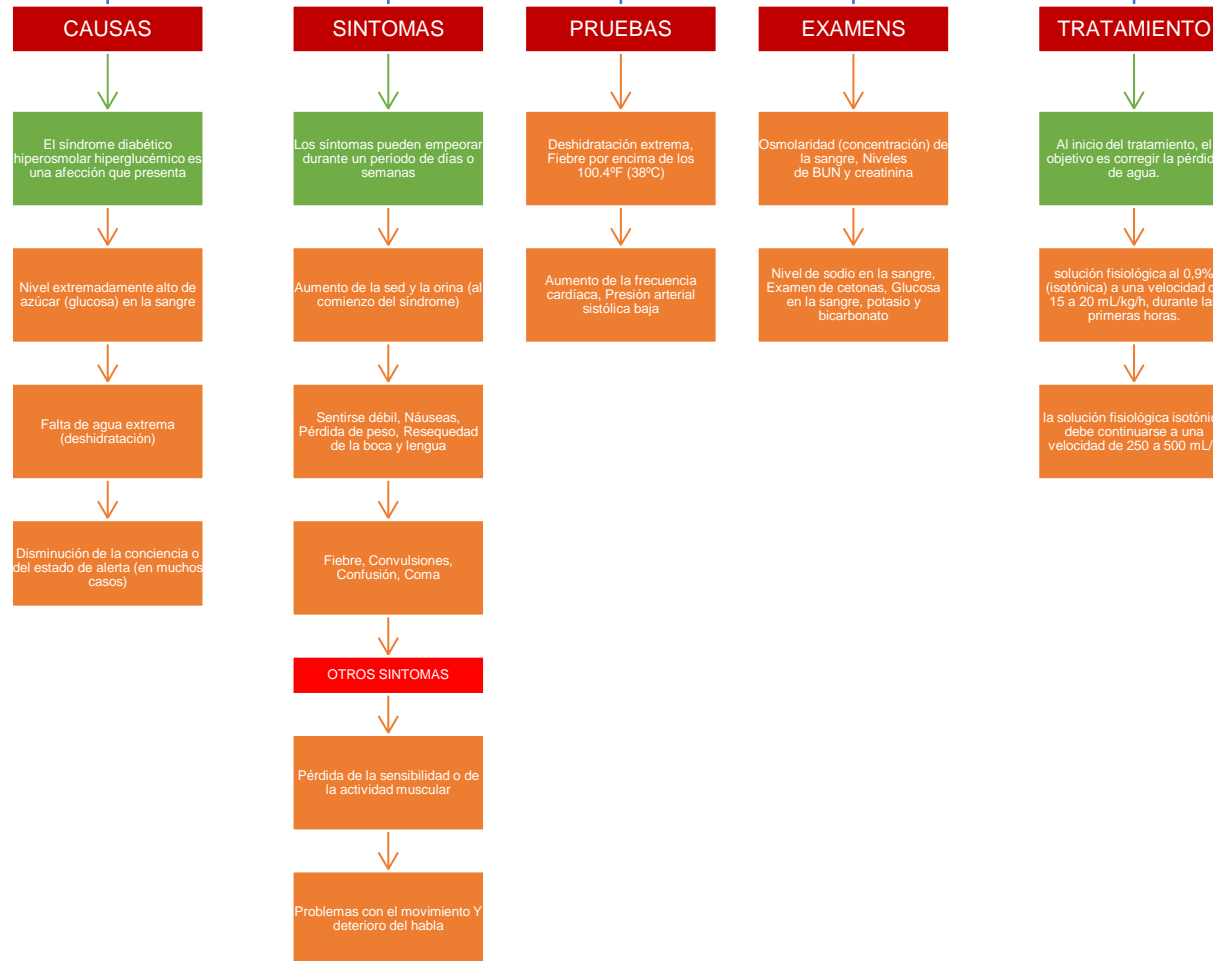 CAUSAS
El síndrome diabético
hiperosmolar hiperglucémico es
una afección que presenta
Nivel extremadamente alto de
azúcar (glucosa) en la sangre
Falta de agua extrema
(deshidratación)
Disminución de la conciencia o
del estado de alerta (en muchos
casos)
SINTOMAS
Los síntomas pueden empeorar
durante un período de días o
semanas
Aumento de la sed y la orina (al
comienzo del síndrome)
Sentirse débil, Náuseas,
Pérdida de peso, Resequedad
de la boca y lengua
Fiebre, Convulsiones,
Confusión, Coma
OTROS SINTOMAS
Pérdida de la sensibilidad o de
la actividad muscular
Problemas con el movimiento Y
deterioro del habla
PRUEBAS
Deshidratación extrema,
Fiebre por encima de los
100.4ºF (38ºC)
Aumento de la frecuencia
cardíaca, Presión arterial
sistólica baja
EXAMENS
Osmolaridad (concentración) de
la sangre, Niveles
de BUN y creatinina
Nivel de sodio en la sangre,
Examen de cetonas, Glucosa
en la sangre, potasio y
bicarbonato
TRATAMIENTO
Al inicio del tratamiento, el
objetivo es corregir la
de agua.
solución fisiológica al 0,9%
(isotónica) a una velocidad
15 a 20 mL/kg/h, durante
primeras horas.
la solución fisiológica
debe continuarse a una
velocidad de 250 a 500